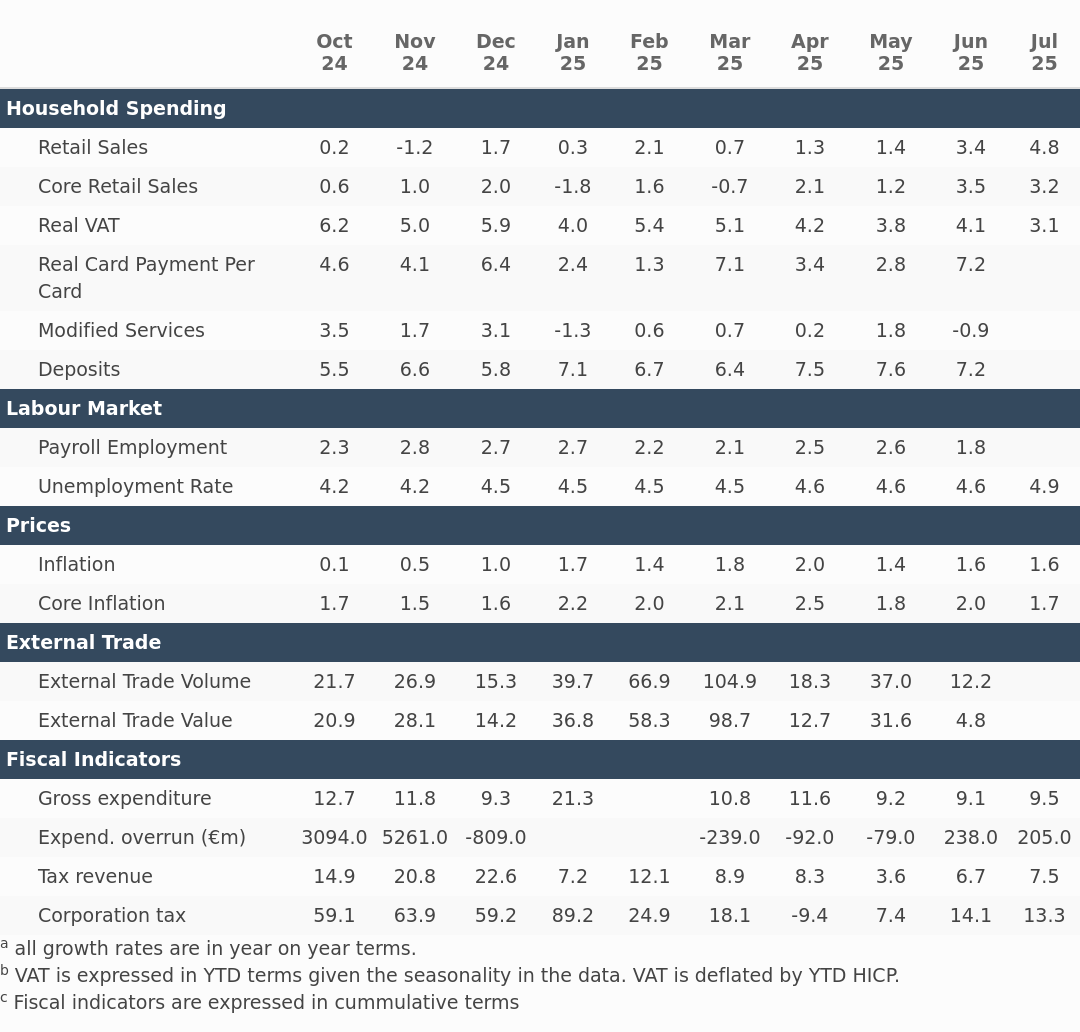 Oct Nov Dec Jan Feb Mar Apr May Jun Jul
24 24 24 25 25 25 25 25 25 25
Household Spending
Retail Sales 0.2 -1.2 1.7 0.3 2.1 0.7 1.3 1.4 3.4 4.8
Core Retail Sales 0.6 1.0 2.0 -1.8 1.6 -0.7 2.1 1.2 3.5 3.2
Real VAT 6.2 5.0 5.9 4.0 5.4 5.1 4.2 3.8 4.1 3.1
Real Card Payment Per 4.6 4.1 6.4 2.4 1.3 7.1 3.4 2.8 7.2
Card
Modified Services 3.5 1.7 3.1 -1.3 0.6 0.7 0.2 1.8 -0.9
Deposits 5.5 6.6 5.8 7.1 6.7 6.4 7.5 7.6 7.2
Labour Market
Payroll Employment 2.3 2.8 2.7 2.7 2.2 2.1 2.5 2.6 1.8
Unemployment Rate 4.2 4.2 4.5 4.5 4.5 4.5 4.6 4.6 4.6 4.9
Prices
Inflation 0.1 0.5 1.0 1.7 1.4 1.8 2.0 1.4 1.6 1.6
Core Inflation 1.7 1.5 1.6 2.2 2.0 2.1 2.5 1.8 2.0 1.7
External Trade
External Trade Volume 21.7 26.9 15.3 39.7 66.9 104.9 18.3 37.0 12.2
External Trade Value 20.9 28.1 14.2 36.8 58.3 98.7 12.7 31.6 4.8
Fiscal Indicators
Gross expenditure 12.7 11.8 9.3 21.3 10.8 11.6 9.2 9.1 9.5
Expend. overrun (€m) 3094.0 5261.0 -809.0 -239.0 -92.0 -79.0 238.0 205.0
Tax revenue 14.9 20.8 22.6 7.2 12.1 8.9 8.3 3.6 6.7 7.5
Corporation tax 59.1 63.9 59.2 89.2 24.9 18.1 -9.4 7.4 14.1 13.3
a all growth rates are in year on year terms.
b VAT is expressed in YTD terms given the seasonality in the data. VAT is deflated by YTD HICP.
c Fiscal indicators are expressed in cummulative terms